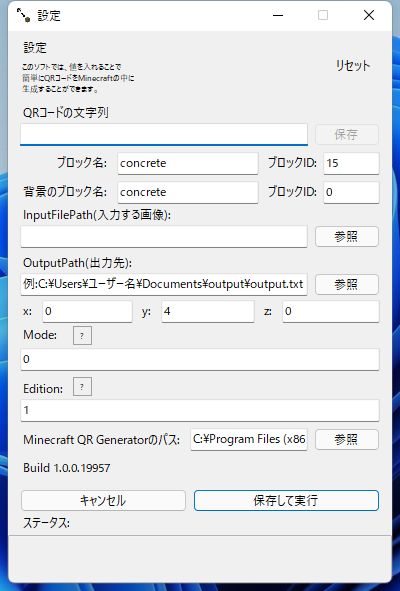 設定
設定
このソフトでは、値を入れることで
簡単にQRコードをMinecraftの中に
生成することができます。
リセット
QRコードの文字列
保存
ブロック名: concrete ブロックID: 15
背景のブロック名: concrete ブロックID: 0
InputFilePath(入力する画像):
参照
OutputPath(出力先):
例:C:¥Users¥ユーザー名¥Documents¥output¥output.txt 参照
x: 0 y: 4 z: 0
Mode: ?
0
Edition: ?
1
Minecraft QR Generatorのパス: C:¥Program Files (x86 参照
Build 1.0.0.19957
キャンセル 保存して実行
ステータス: